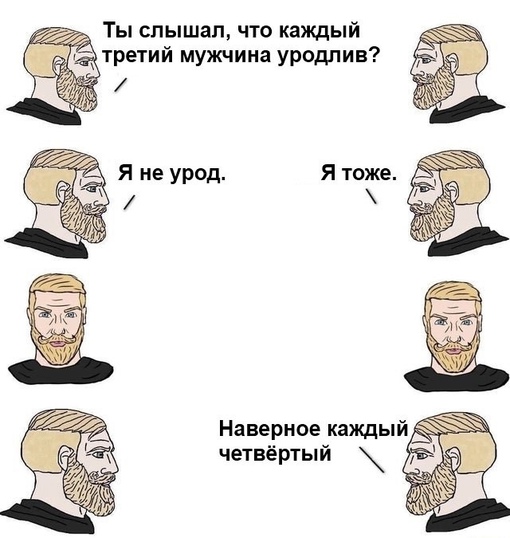 Ты слышал, что каждый
третий мужчина уродлив?
Я не урод.
Я тоже.
Наверное каждый
четвёртый